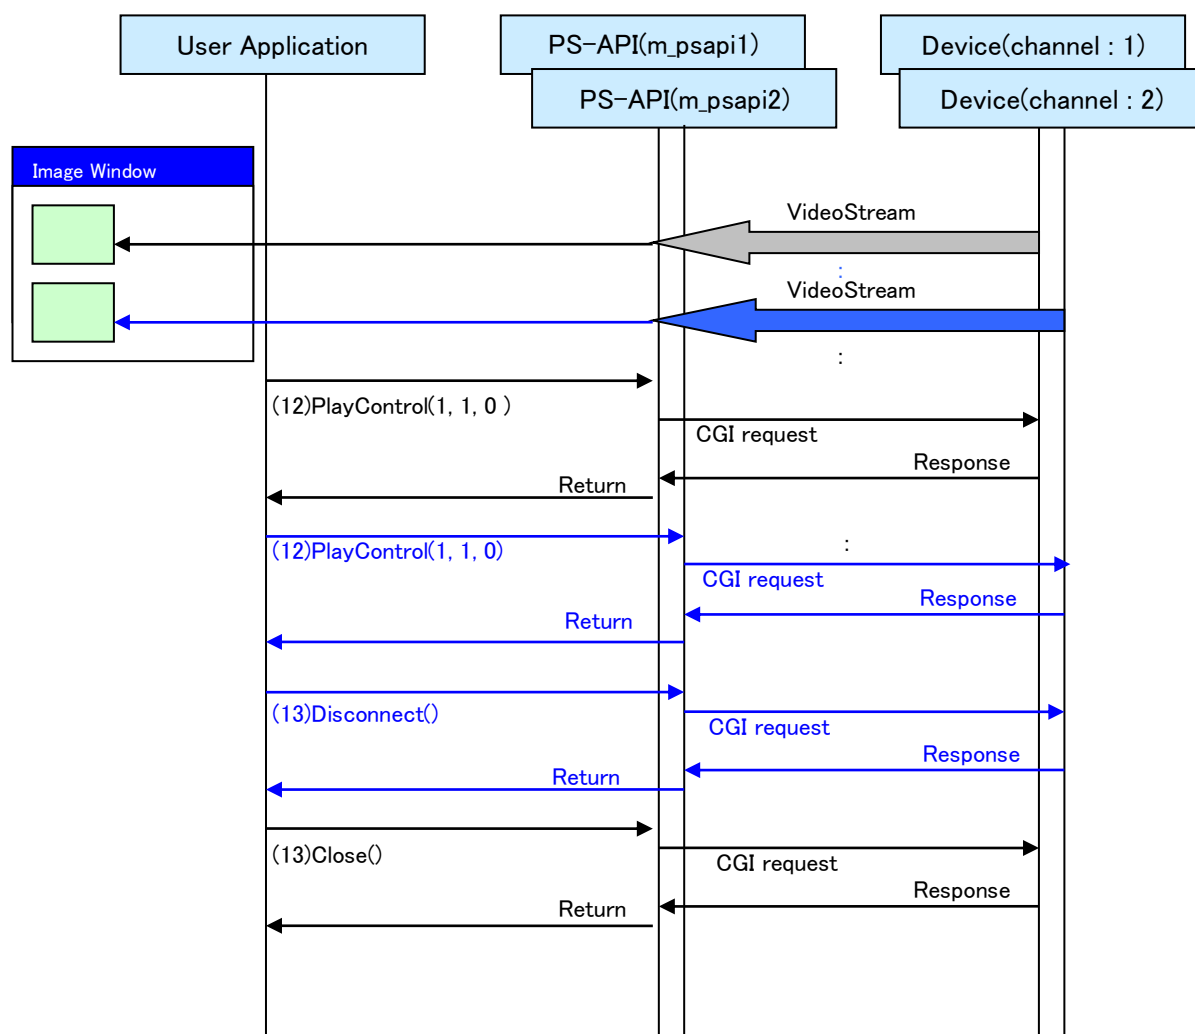 User Application
PS-API(m_psapi1)
Device(channel : 1)
PS-API(m_psapi2)
Device(channel : 2)
Image Window
VideoStream
:
VideoStream
:
(12)PlayControl(1, 1, 0 )
CGI request
Response
Return
(12)PlayControl(1, 1, 0)
:
CGI request
Response
Return
(13)Disconnect()
CGI request
Response
Return
(13)Close()
CGI request
Response
Return